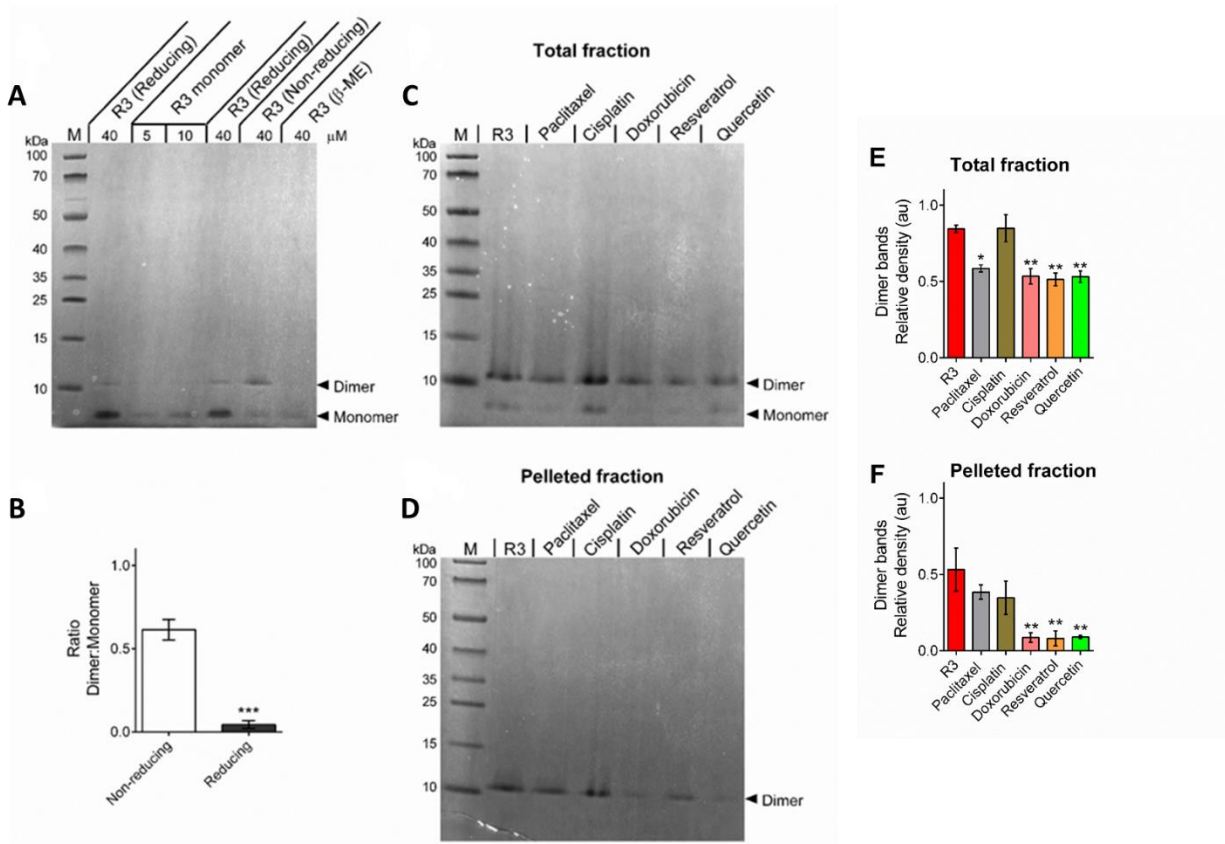 A
R3 (Reducing)
R3 monomer
R3 (Reducing)
R3 (Non-reducing)
R3 (β-ME)
kDa
M
40
5
10
40
40
40
μM
100
70
50
40
35
25
15
10
Dimer
Monomer
B
Ratio
Dimer:Monomer
1.0
0.5
0.0
***
Non-reducing
Reducing
C
Total fraction
kDa
M
R3
Paclitaxel
Cisplatin
Doxorubicin
Resveratrol
Quercetin
100
70
50
40
35
25
15
10
Dimer
Monomer
D
Pelleted fraction
kDa
M
R3
Paclitaxel
Cisplatin
Doxorubicin
Resveratrol
Quercetin
100
70
50
40
35
25
15
10
Dimer
E
Total fraction
Dimer bands
Relative density (au)
1.0
0.5
0.0
*
**
**
**
R3
Paclitaxel
Cisplatin
Doxorubicin
Resveratrol
Quercetin
F
Pelleted fraction
Dimer bands
Relative density (au)
1.0
0.5
0.0
**
**
**
R3
Paclitaxel
Cisplatin
Doxorubicin
Resveratrol
Quercetin